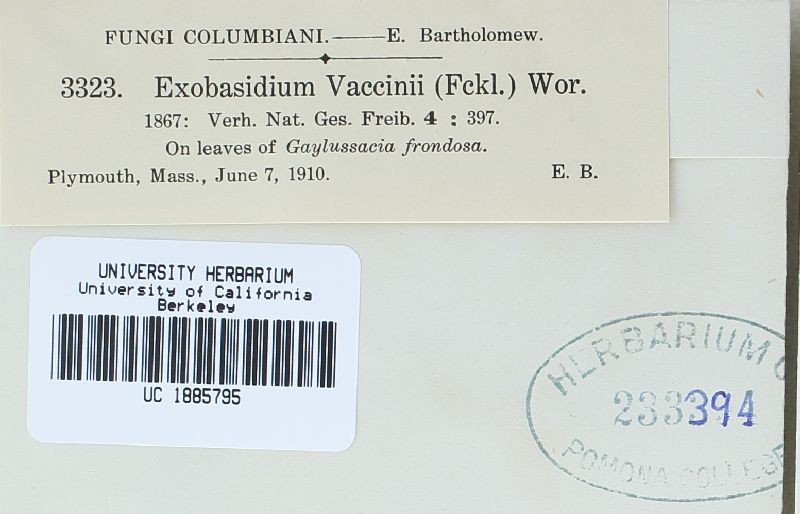 FUNGI COLUMBIANI.——E. Bartholomew.
3323. Exobasidium Vaccinii (Fckl.) Wor.
1867: Verh. Nat. Ges. Freib. 4 : 397.
On leaves of Gaylussacia frondosa.
Plymouth, Mass., June 7, 1910. E. B.
UNIVERSITY HERBARIUM
University of California
Berkeley
UC 1885795
HERBARIUM O
233394
POMONA COLLEGE